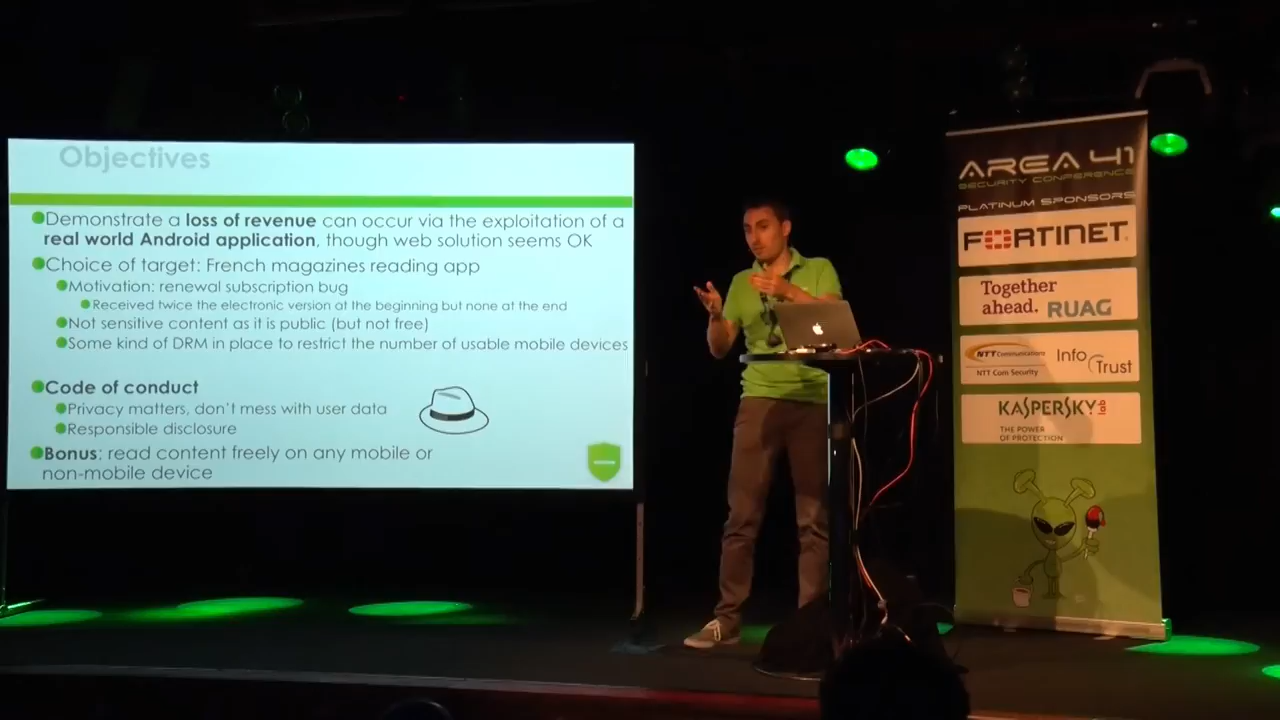 Objectives
Demonstrate a loss of revenue can occur via the exploitation of a
real world Android application, though web solution seems OK
Choice of target: French magazines reading app
Motivation: renewal subscription bug
Received twice the electronic version at the beginning but none at the end
Not sensitive content as it is public (but not free)
Some kind of DRM in place to restrict the number of usable mobile devices
Code of conduct
Privacy matters, don't mess with user data
Responsible disclosure
Bonus: read content freely on any mobile or
non-mobile device
AREA 41
SECURITY CONFERENCE
PLATINUM SPONSORS
FORTINET
Together
ahead. RUAG
NTT Communications
NTT Com Security
Info
Trust
KASPERSKY lab
THE POWER
OF PROTECTION